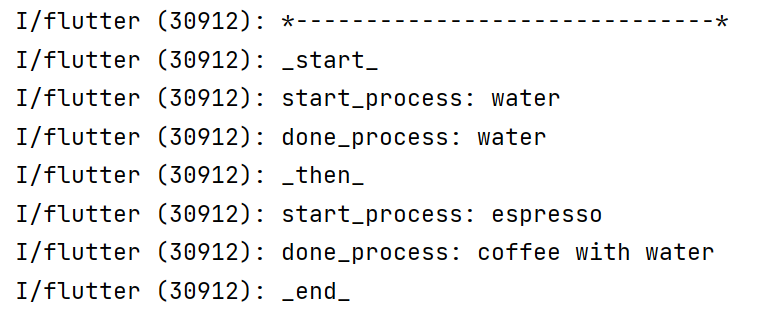 I/flutter (30912): *------------------------------*
I/flutter (30912): _start_
I/flutter (30912): start_process: water
I/flutter (30912): done_process: water
I/flutter (30912): _then_
I/flutter (30912): start_process: espresso
I/flutter (30912): done_process: coffee with water
I/flutter (30912): _end_